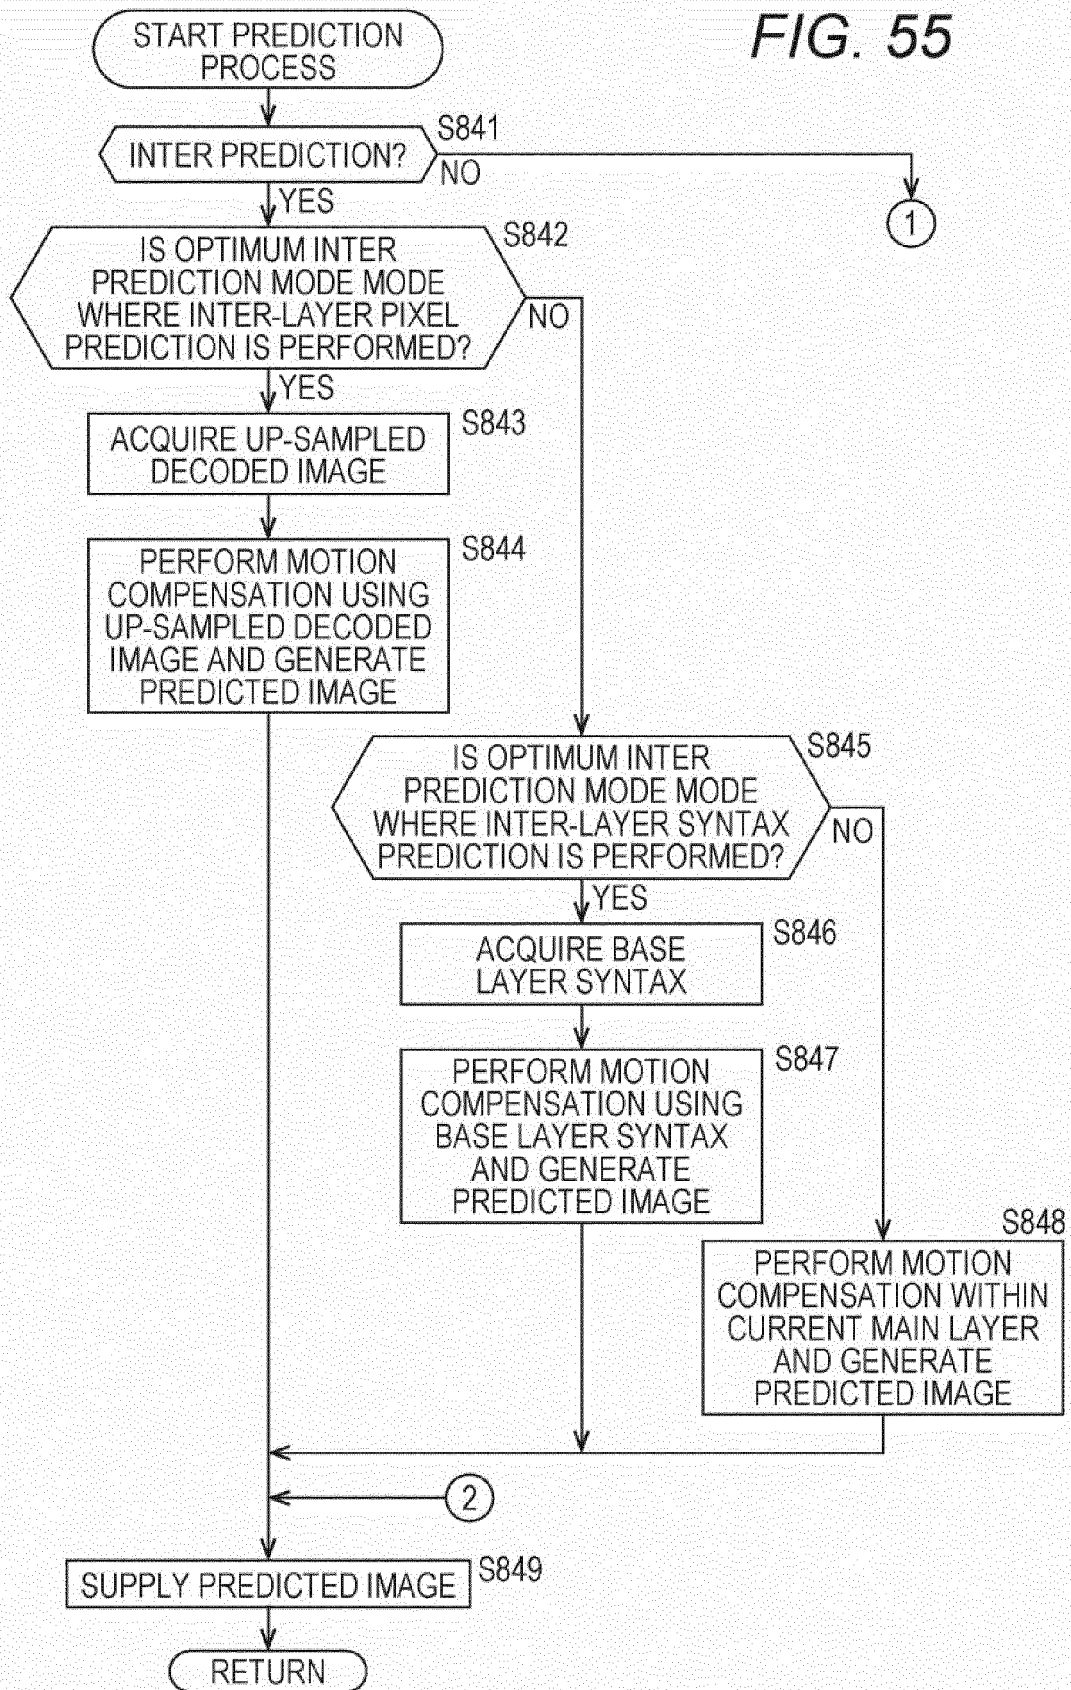 FIG. 55
START PREDICTION
PROCESS
S841
INTER PREDICTION?
NO
YES
1
S842
IS OPTIMUM INTER
PREDICTION MODE MODE
WHERE INTER-LAYER PIXEL
PREDICTION IS PERFORMED?
NO
YES
S843
ACQUIRE UP-SAMPLED
DECODED IMAGE
S844
PERFORM MOTION
COMPENSATION USING
UP-SAMPLED DECODED
IMAGE AND GENERATE
PREDICTED IMAGE
S845
IS OPTIMUM INTER
PREDICTION MODE MODE
WHERE INTER-LAYER SYNTAX
PREDICTION IS PERFORMED?
NO
YES
S846
ACQUIRE BASE
LAYER SYNTAX
S847
PERFORM MOTION
COMPENSATION USING
BASE LAYER SYNTAX
AND GENERATE
PREDICTED IMAGE
S848
PERFORM MOTION
COMPENSATION WITHIN
CURRENT MAIN LAYER
AND GENERATE
PREDICTED IMAGE
2
S849
SUPPLY PREDICTED IMAGE
RETURN